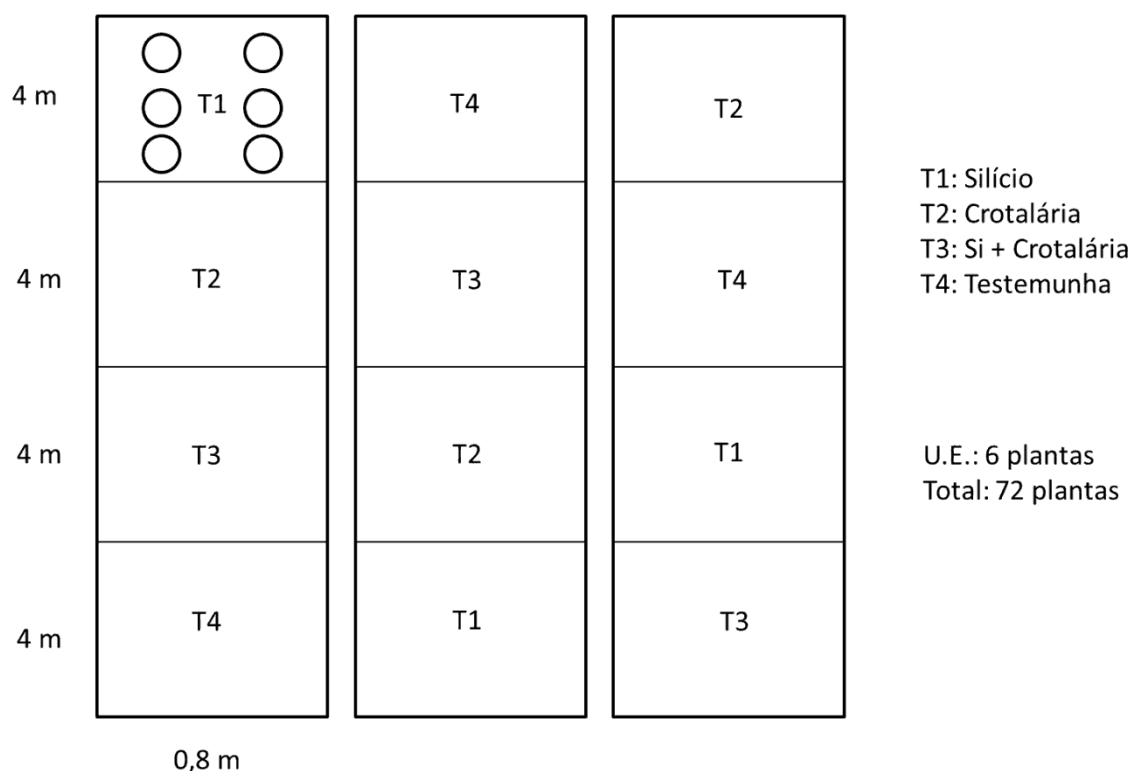 4 m
T1
T4
T2
4 m
T2
T3
T4
4 m
T3
T2
T1
4 m
T4
T1
T3
0,8 m
T1: Silício
T2: Crotalária
T3: Si + Crotalária
T4: Testemunha
U.E.: 6 plantas
Total: 72 plantas